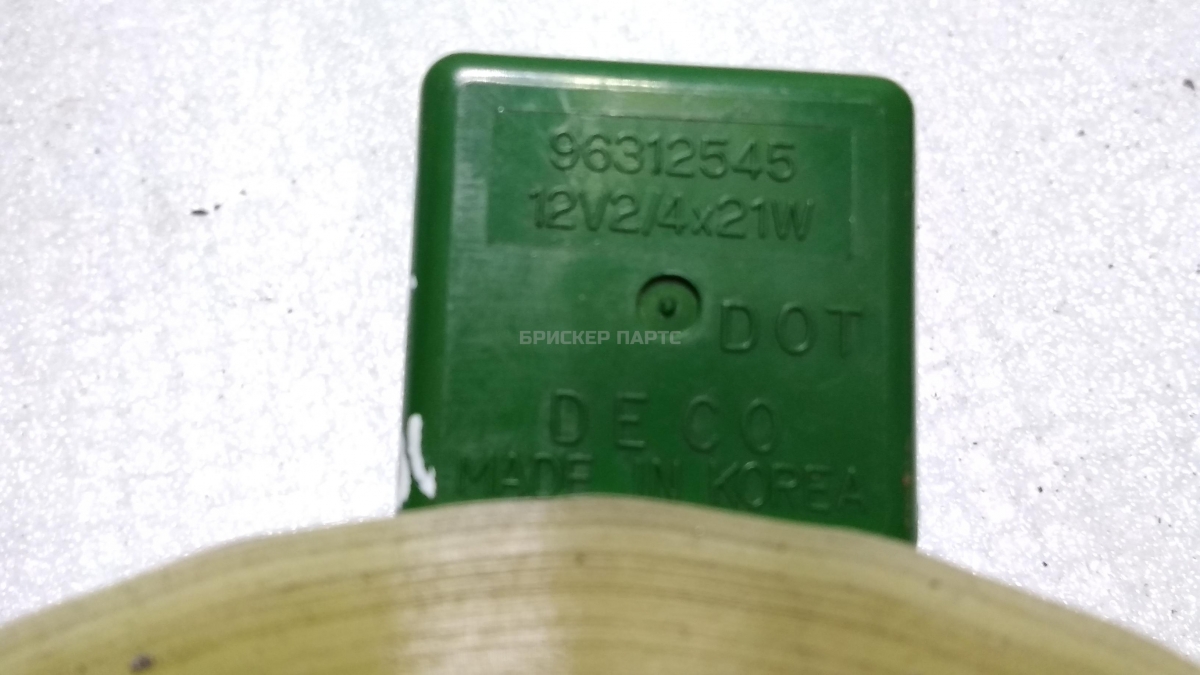 96312545
12V2/4x21W
DOT
БРИСКЕР ПАРТС
DECO
MADE IN KOREA